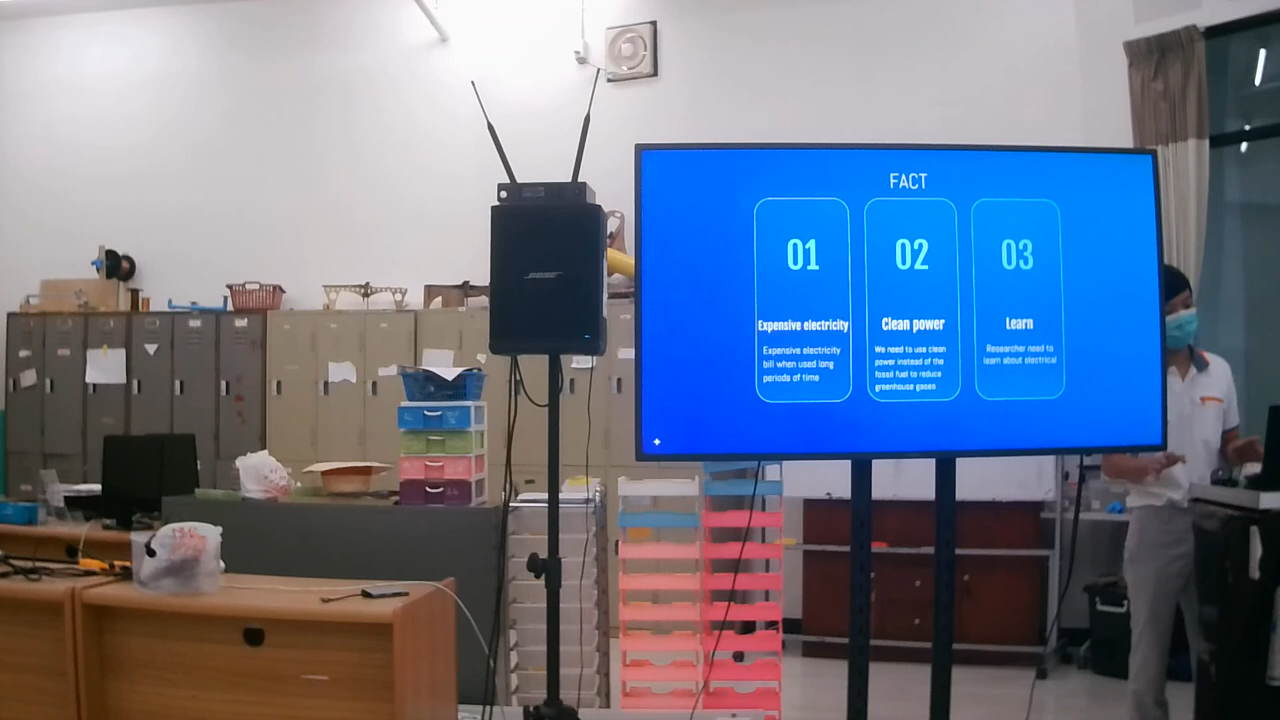 FACT
01
Expensive electricity
Expensive electricity
bill when used long
periods of time
02
Clean power
We need to use clean
power instead of the
fossil fuel to reduce
greenhouse gases
03
Learn
Researcher need to
learn about electrical
BOSE